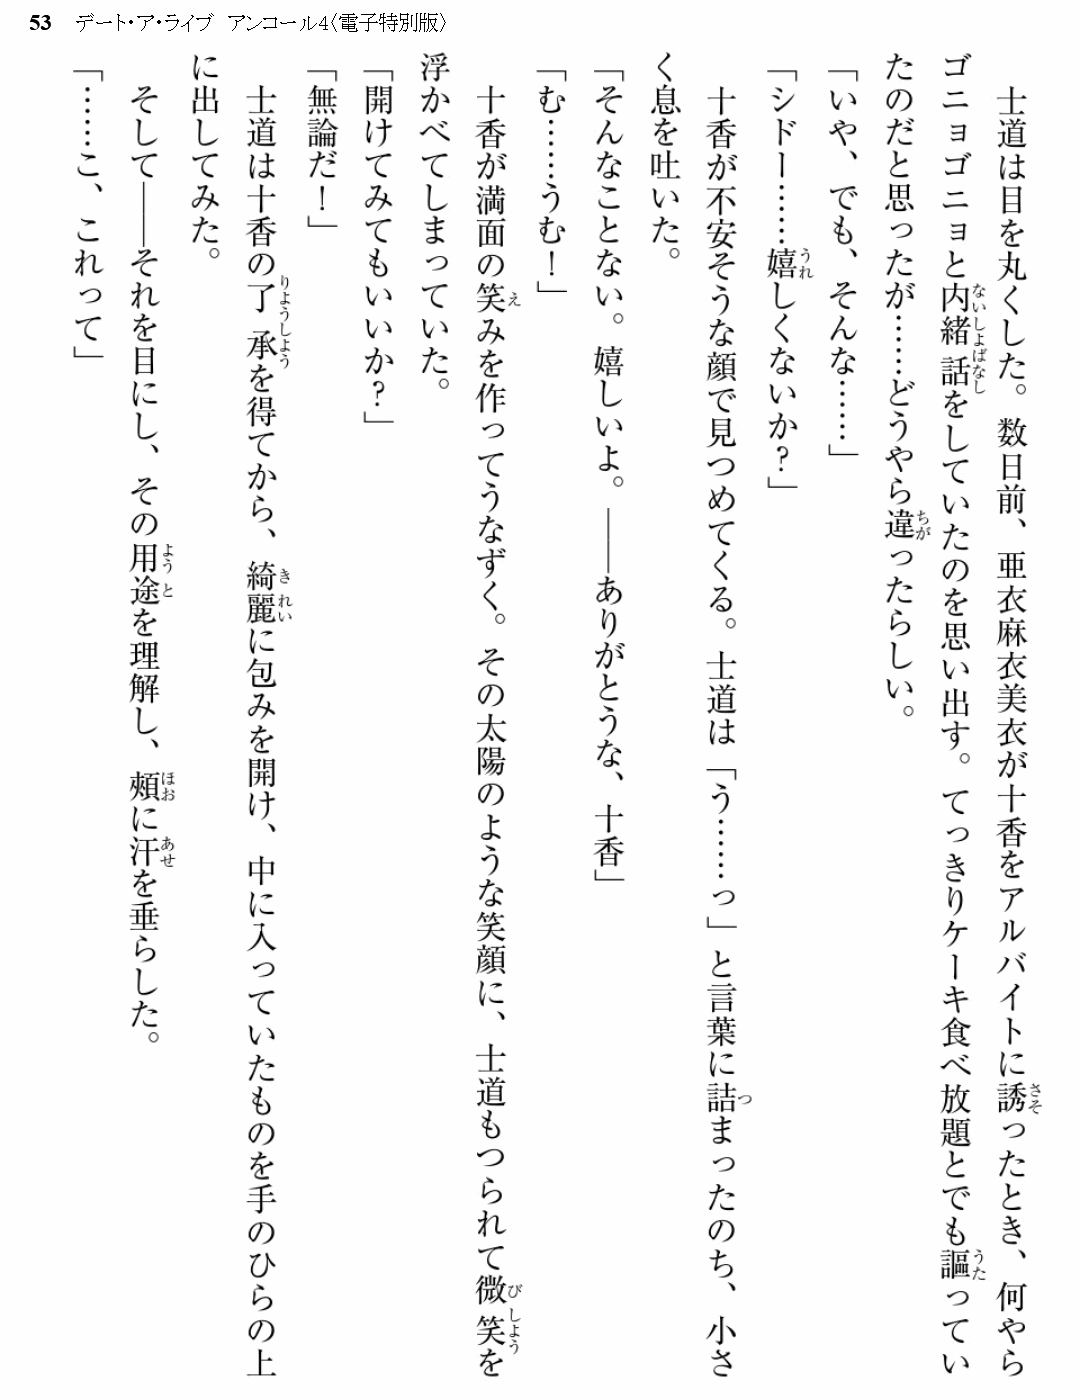 53 デート・ア・ライブ アンコール4〈電子特別版〉
　士道は目を丸くした。数日前、亜衣麻衣美衣が十香をアルバイトに誘ったとき、何やら
ゴニョゴニョと内緒話をしていたのを思い出す。てっきりケーキ食べ放題とでも謳ってい
たのだと思ったが……どうやら違ったらしい。
「いや、でも、そんな……」
「シドー……嬉しくないか？」
　十香が不安そうな顔で見つめてくる。士道は「う……っ」と言葉に詰まったのち、小さ
く息を吐いた。
「そんなことない。嬉しいよ。――ありがとうな、十香」
「む……うむ！」
　十香が満面の笑みを作ってうなずく。その太陽のような笑顔に、士道もつられて微笑を
浮かべてしまっていた。
「開けてみてもいいか？」
「無論だ！」
　士道は十香の了承を得てから、綺麗に包みを開け、中に入っていたものを手のひらの上
に出してみた。
　そして――それを目にし、その用途を理解し、頰に汗を垂らした。
「……こ、これって」